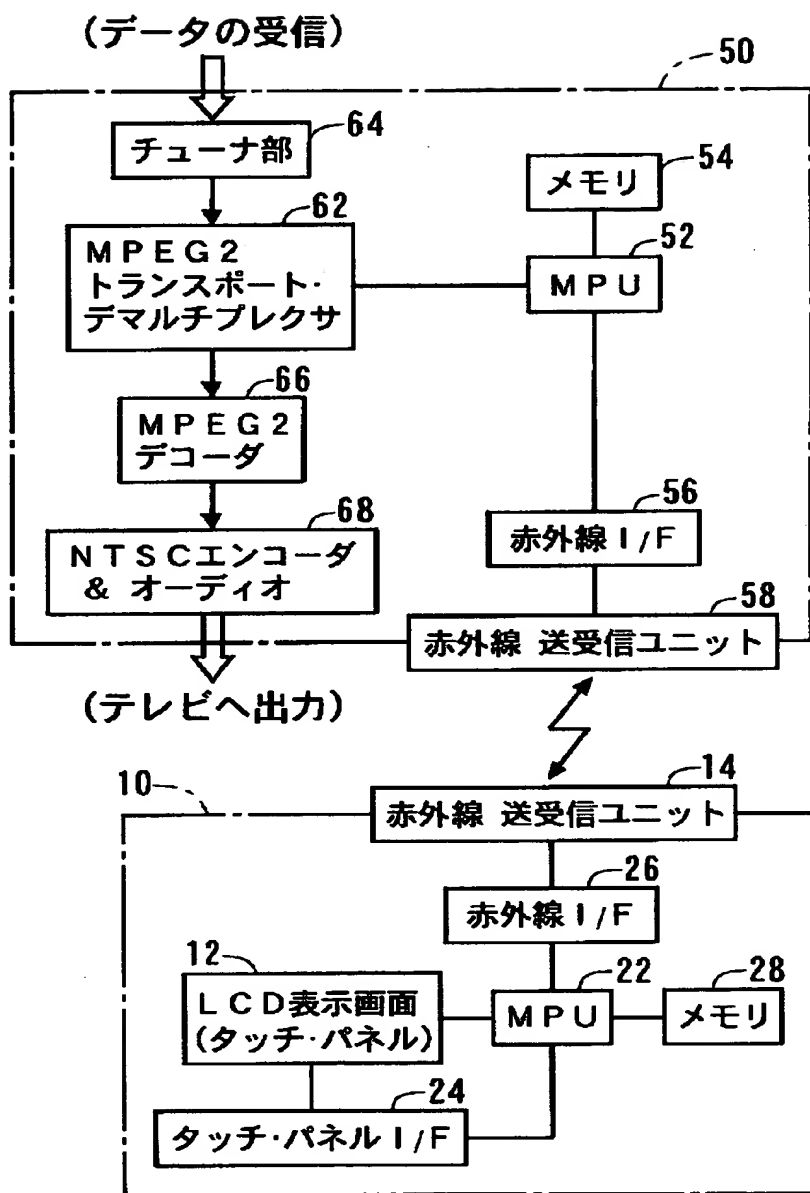 (データの受信)
50
64
チューナ部
メモリ
54
62
52
MPEG2
トランスポート・
デマルチプレクサ
MPU
66
MPEG2
デコーダ
56
赤外線I/F
68
NTSCエンコーダ
& オーディオ
58
赤外線 送受信ユニット
(テレビへ出力)
10
14
赤外線 送受信ユニット
26
赤外線I/F
12
22
28
LCD表示画面
(タッチ・パネル)
MPU
メモリ
24
タッチ・パネルI/F